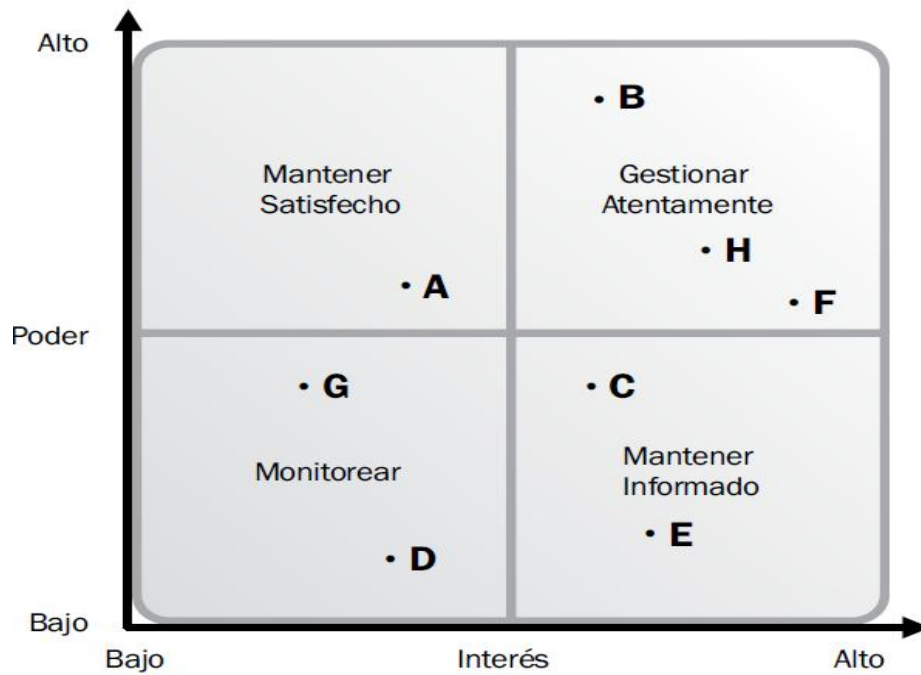 Alto
B
Mantener
Satisfecho
Gestionar
Atentamente
H
A
F
Poder
G
C
Monitorear
Mantener
Informado
E
D
Bajo
Bajo
Interés
Alto